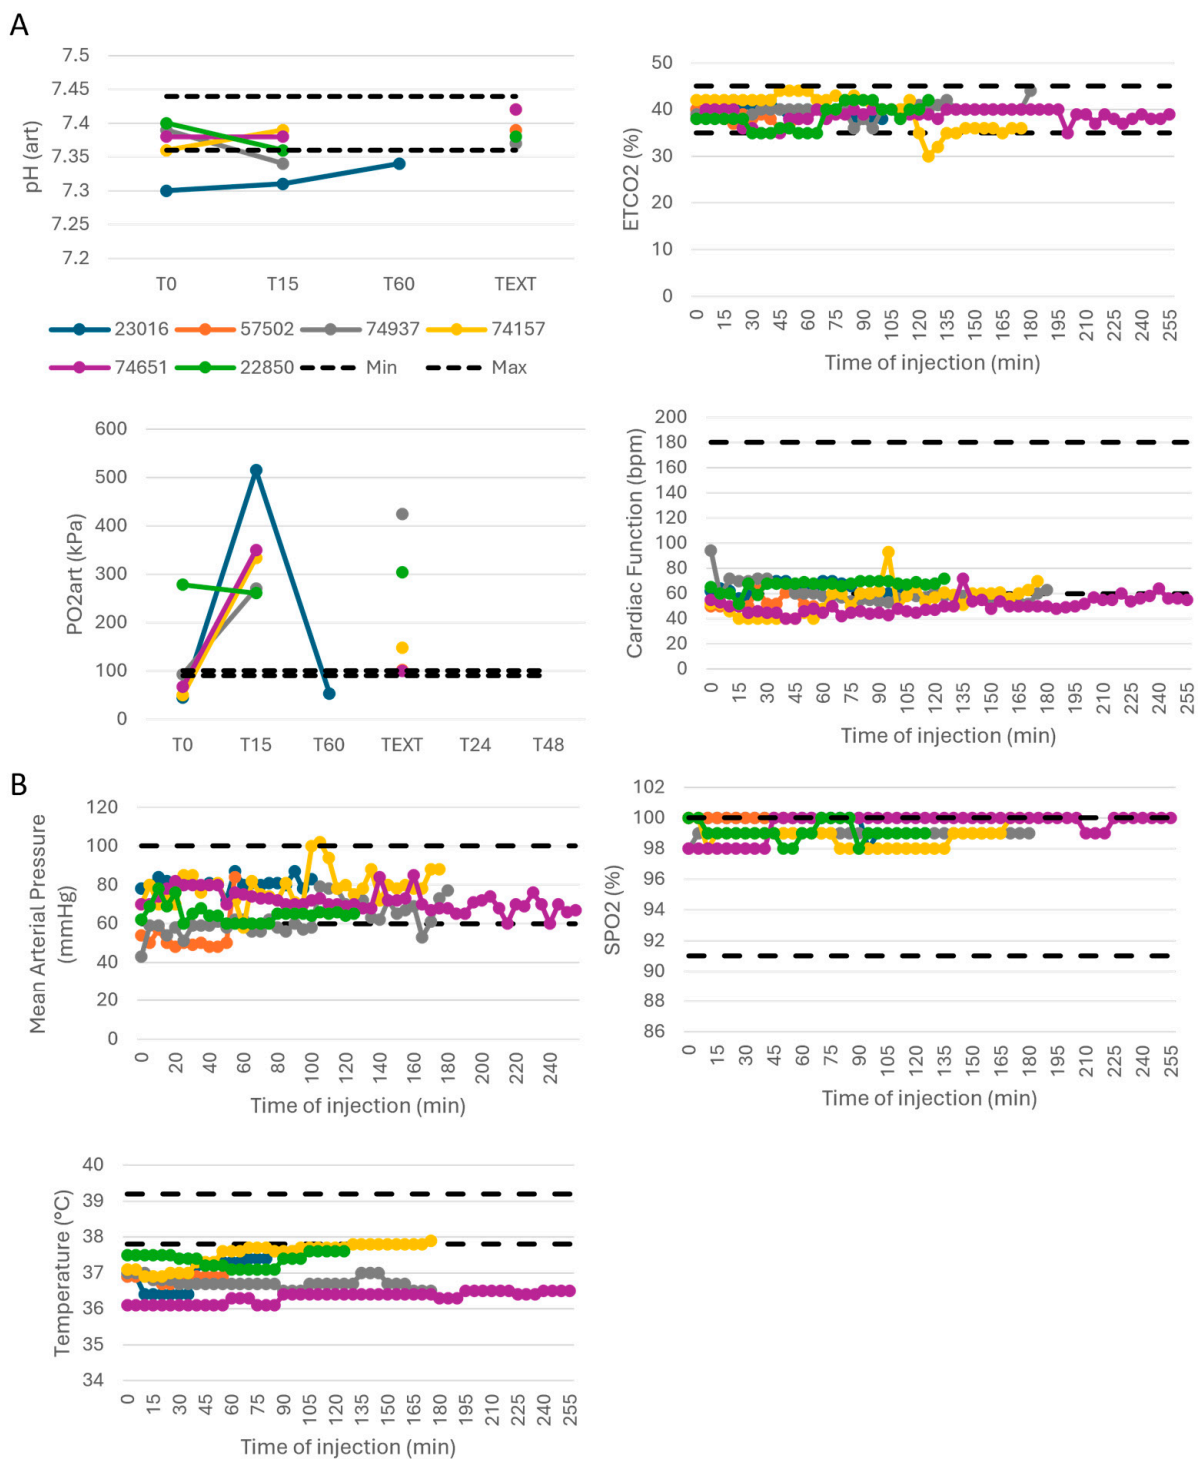 A
7.5
7.45
7.4
7.35
7.3
7.25
7.2
pH (art)
T0 T15 T60 TEXT
23016 57502 74937 74157
74651 22850 Min Max
50
40
30
20
10
0
ETCO2 (%)
0 15 30 45 60 75 90 105 120 135 150 165 180 195 210 225 240 255
Time of injection (min)
600
500
400
300
200
100
0
PO2art (kPa)
T0 T15 T60 TEXT T24 T48
200
180
160
140
120
100
80
60
40
20
0
Cardiac Function (bpm)
0 15 30 45 60 75 90 105 120 135 150 165 180 195 210 225 240 255
Time of injection (min)
B
120
100
80
60
40
20
0
Mean Arterial Pressure
(mmHg)
0 20 40 60 80 100 120 140 160 180 200 220 240
Time of injection (min)
102
100
98
96
94
92
90
88
86
SPO2 (%)
0 15 30 45 60 75 90 105 120 135 150 165 180 195 210 225 240 255
Time of injection (min)
40
39
38
37
36
35
34
Temperature (°C)
0 15 30 45 60 75 90 105 120 135 150 165 180 195 210 225 240 255
Time of injection (min)